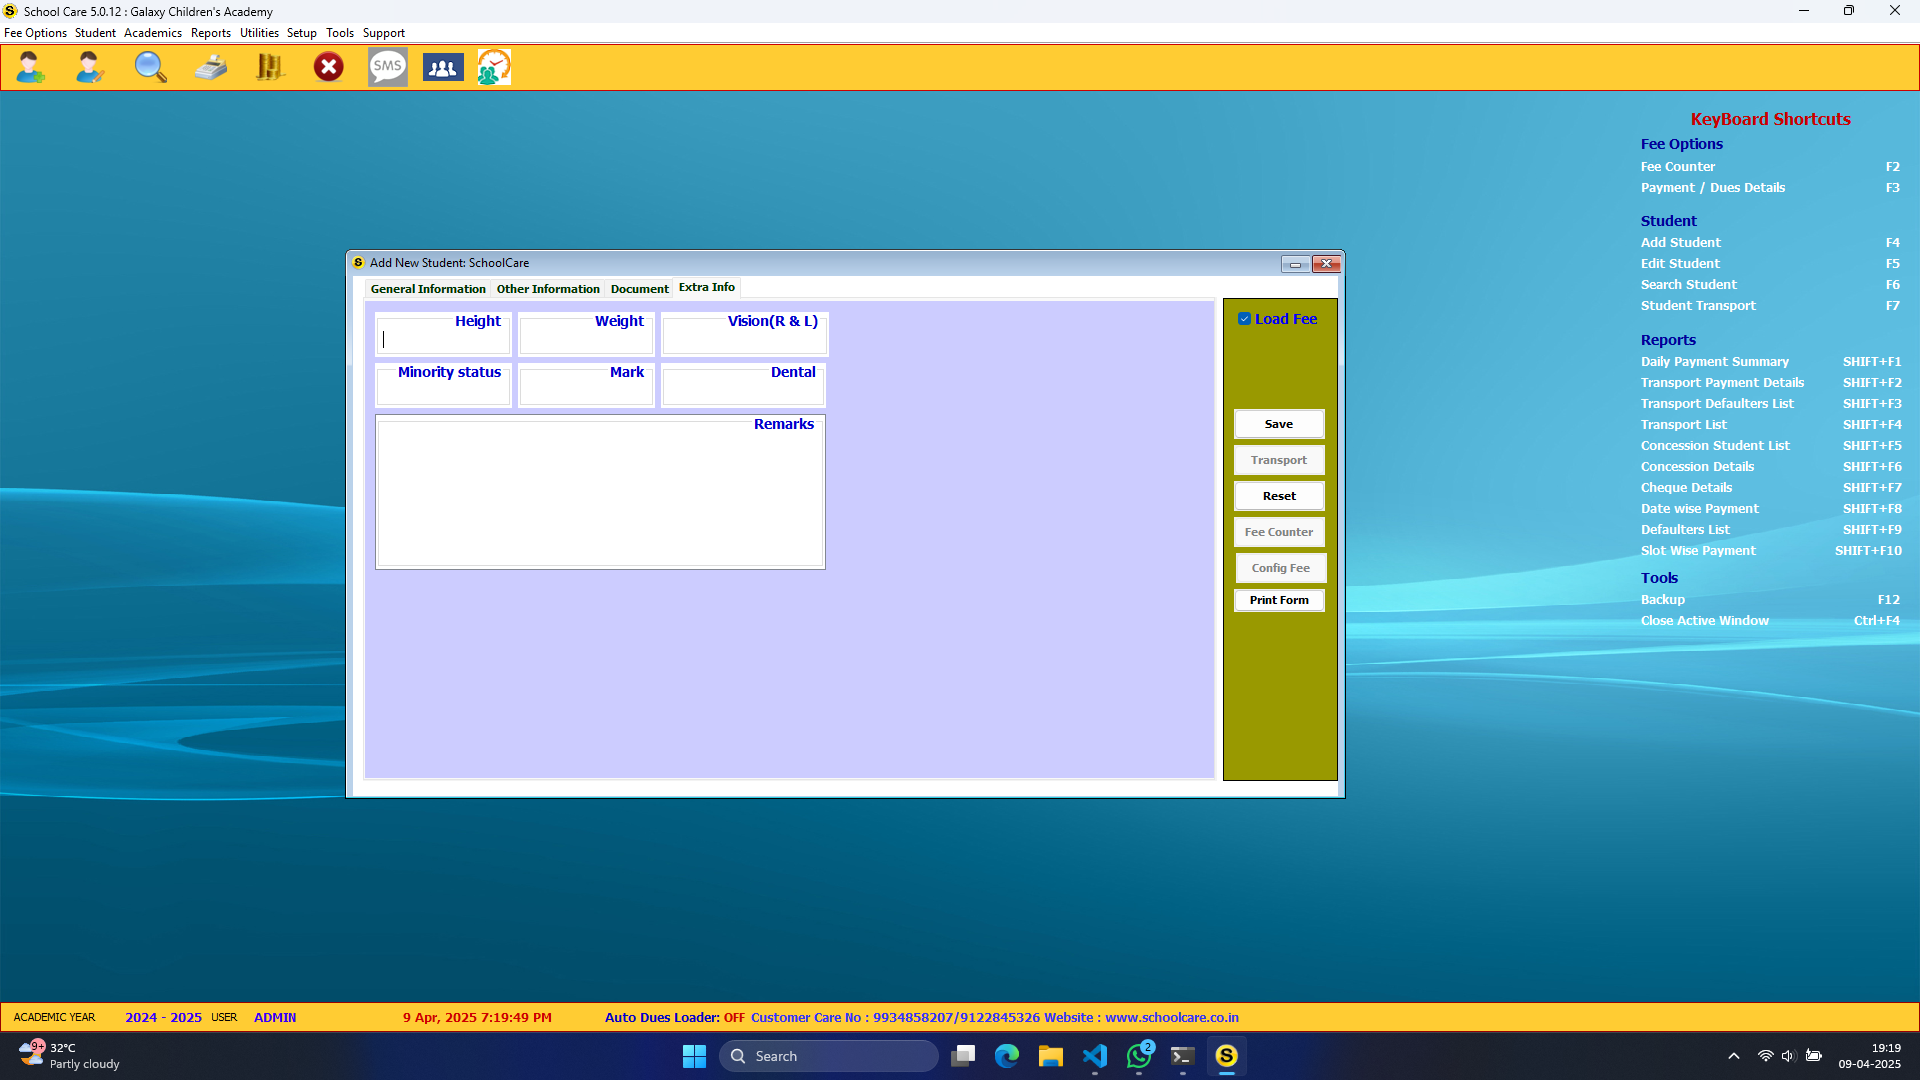 School Care 5.0.12 : Galaxy Children's Academy
Fee Options Student Academics Reports Utilities Setup Tools Support
SMS
KeyBoard Shortcuts
Fee Options
Fee Counter F2
Payment / Dues Details F3
Student
Add Student F4
Edit Student F5
Search Student F6
Student Transport F7
Reports
Daily Payment Summary SHIFT+F1
Transport Payment Details SHIFT+F2
Transport Defaulters List SHIFT+F3
Transport List SHIFT+F4
Concession Student List SHIFT+F5
Concession Details SHIFT+F6
Cheque Details SHIFT+F7
Date wise Payment SHIFT+F8
Defaulters List SHIFT+F9
Slot Wise Payment SHIFT+F10
Tools
Backup F12
Close Active Window Ctrl+F4
Add New Student: SchoolCare
General Information Other Information Document Extra Info
Height Weight Vision(R & L)
Minority status Mark Dental
Remarks
Load Fee
Save
Transport
Reset
Fee Counter
Config Fee
Print Form
ACADEMIC YEAR 2024 - 2025 USER ADMIN 9 Apr, 2025 7:19:49 PM Auto Dues Loader: OFF Customer Care No : 9934858207/9122845326 Website : www.schoolcare.co.in
9+ 32°C
Partly cloudy
Search
2
19:19
09-04-2025